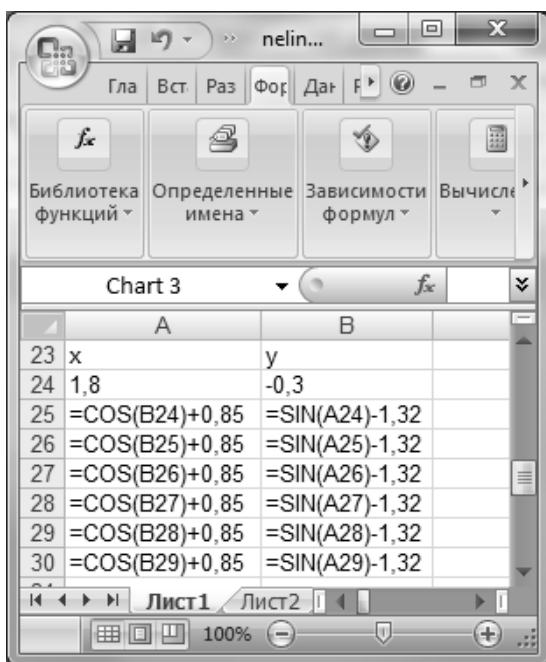 nelin...
Гла Вст Раз Фор Дан Р
Библиотека функций
Определенные имена
Зависимости формул
Вычисле
Chart 3 fx
A B
23 x y
24 1,8 -0,3
25 =COS(B24)+0,85 =SIN(A24)-1,32
26 =COS(B25)+0,85 =SIN(A25)-1,32
27 =COS(B26)+0,85 =SIN(A26)-1,32
28 =COS(B27)+0,85 =SIN(A27)-1,32
29 =COS(B28)+0,85 =SIN(A28)-1,32
30 =COS(B29)+0,85 =SIN(A29)-1,32
Лист1 Лист2
100%